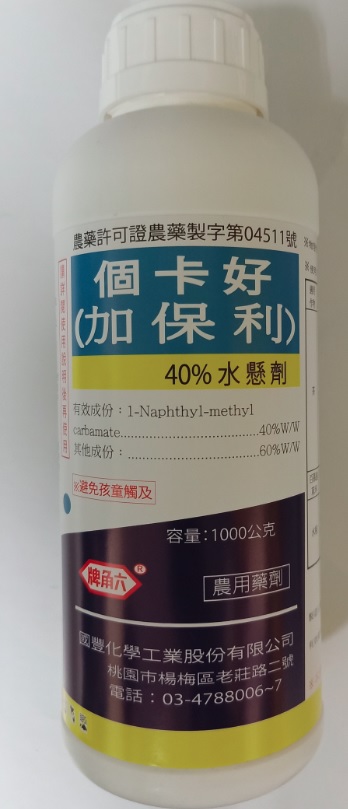 農藥許可證農藥製字第04511號
個卡好
(加保利)
40% 水懸劑
有效成份：1-Naphthyl-methyl
carbamate..............................40%W/W
其他成份：..............................60%W/W
避免孩童觸及
容量：1000公克
牌角六®
農用藥劑
國豐化學工業股份有限公司
桃園市楊梅區老莊路二號
電話：03-4788006~7